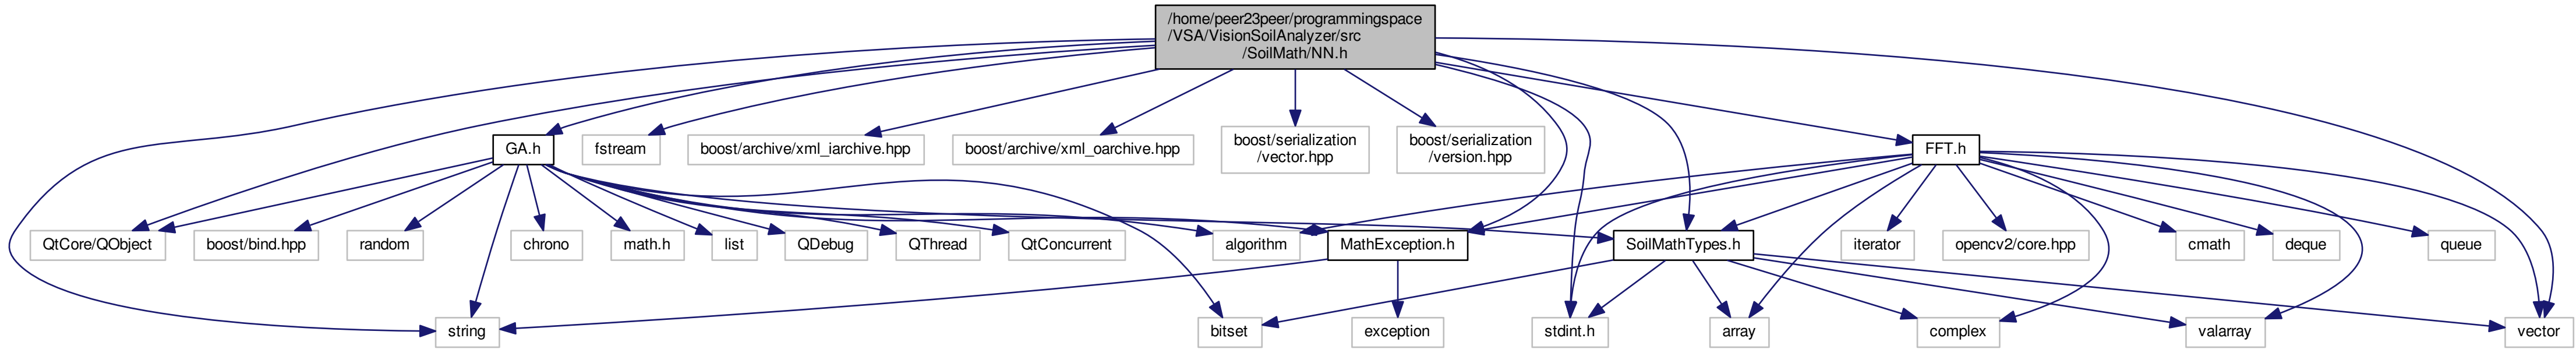 /home/peer23peer/programmingspace
/VSA/VisionSoilAnalyzer/src
/SoilMath/NN.h
GA.h
fstream
boost/archive/xml_iarchive.hpp
boost/archive/xml_oarchive.hpp
boost/serialization
/vector.hpp
boost/serialization
/version.hpp
FFT.h
QtCore/QObject
boost/bind.hpp
random
chrono
math.h
list
QDebug
QThread
QtConcurrent
algorithm
MathException.h
SoilMathTypes.h
iterator
opencv2/core.hpp
cmath
deque
queue
string
bitset
exception
stdint.h
array
complex
valarray
vector